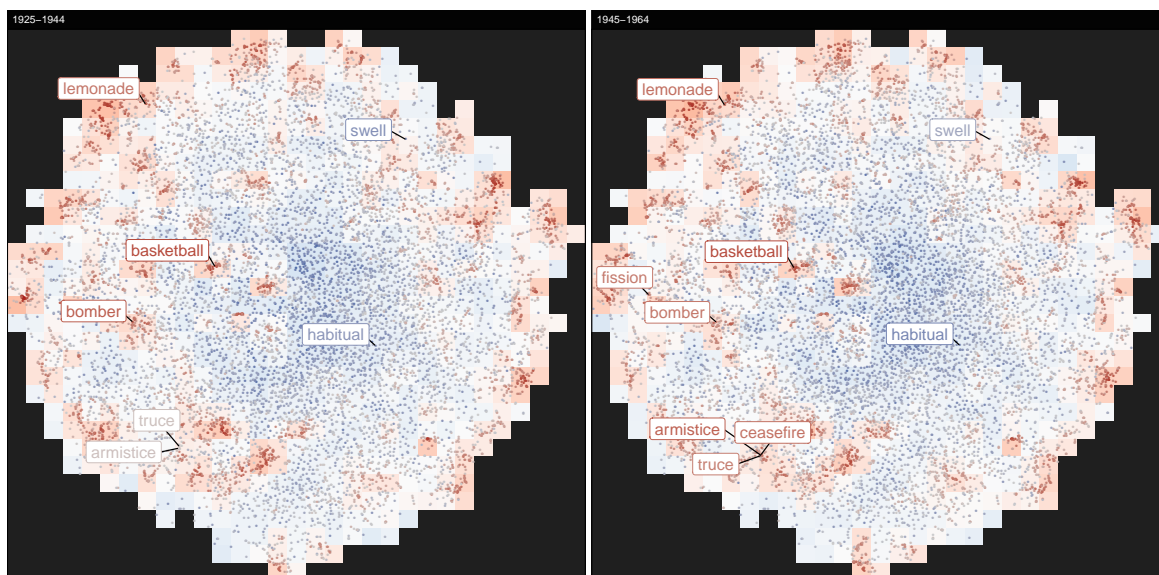 1925−1944
lemonade
swell
basketball
bomber
habitual
truce
armistice
1945−1964
lemonade
swell
basketball
fission
bomber
habitual
armistice
ceasefire
truce